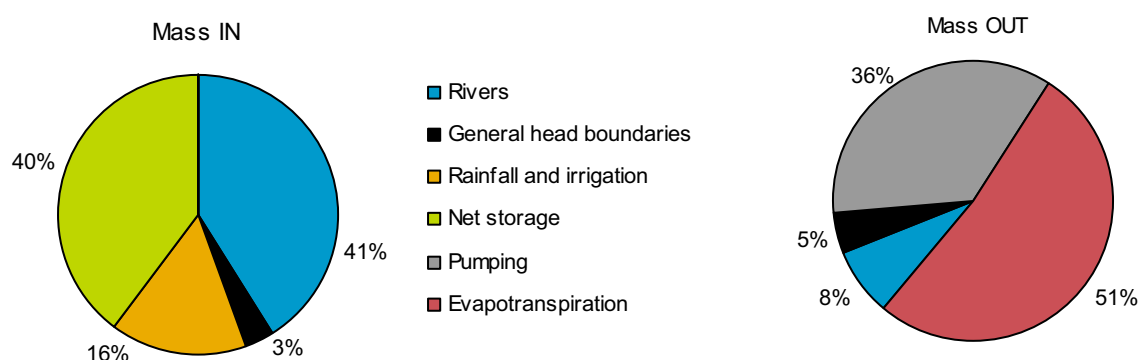 Mass IN
40%
41%
16%
3%
Rivers
General head boundaries
Rainfall and irrigation
Net storage
Pumping
Evapotranspiration
Mass OUT
36%
5%
8%
51%